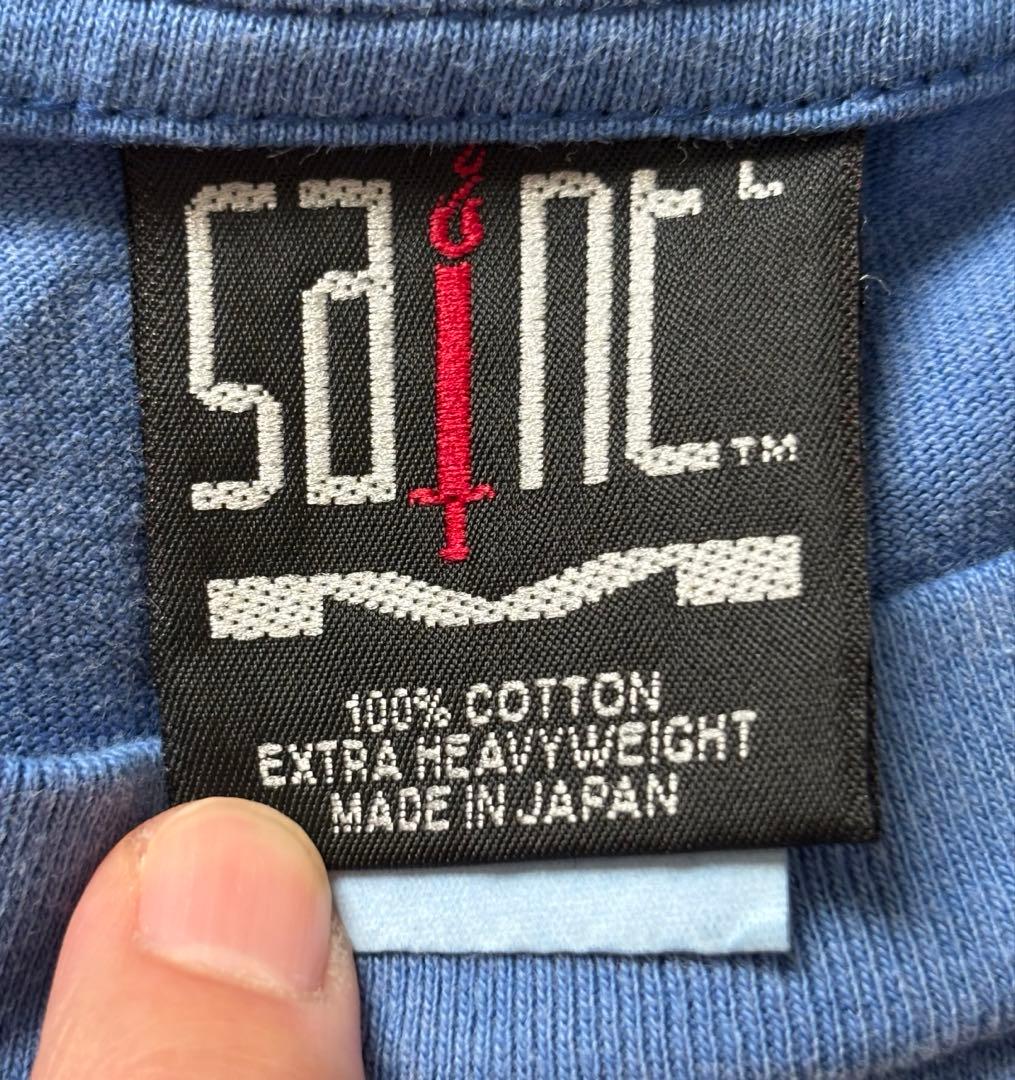 saint L
™
M
100% COTTON
EXTRA HEAVYWEIGHT
MADE IN JAPAN